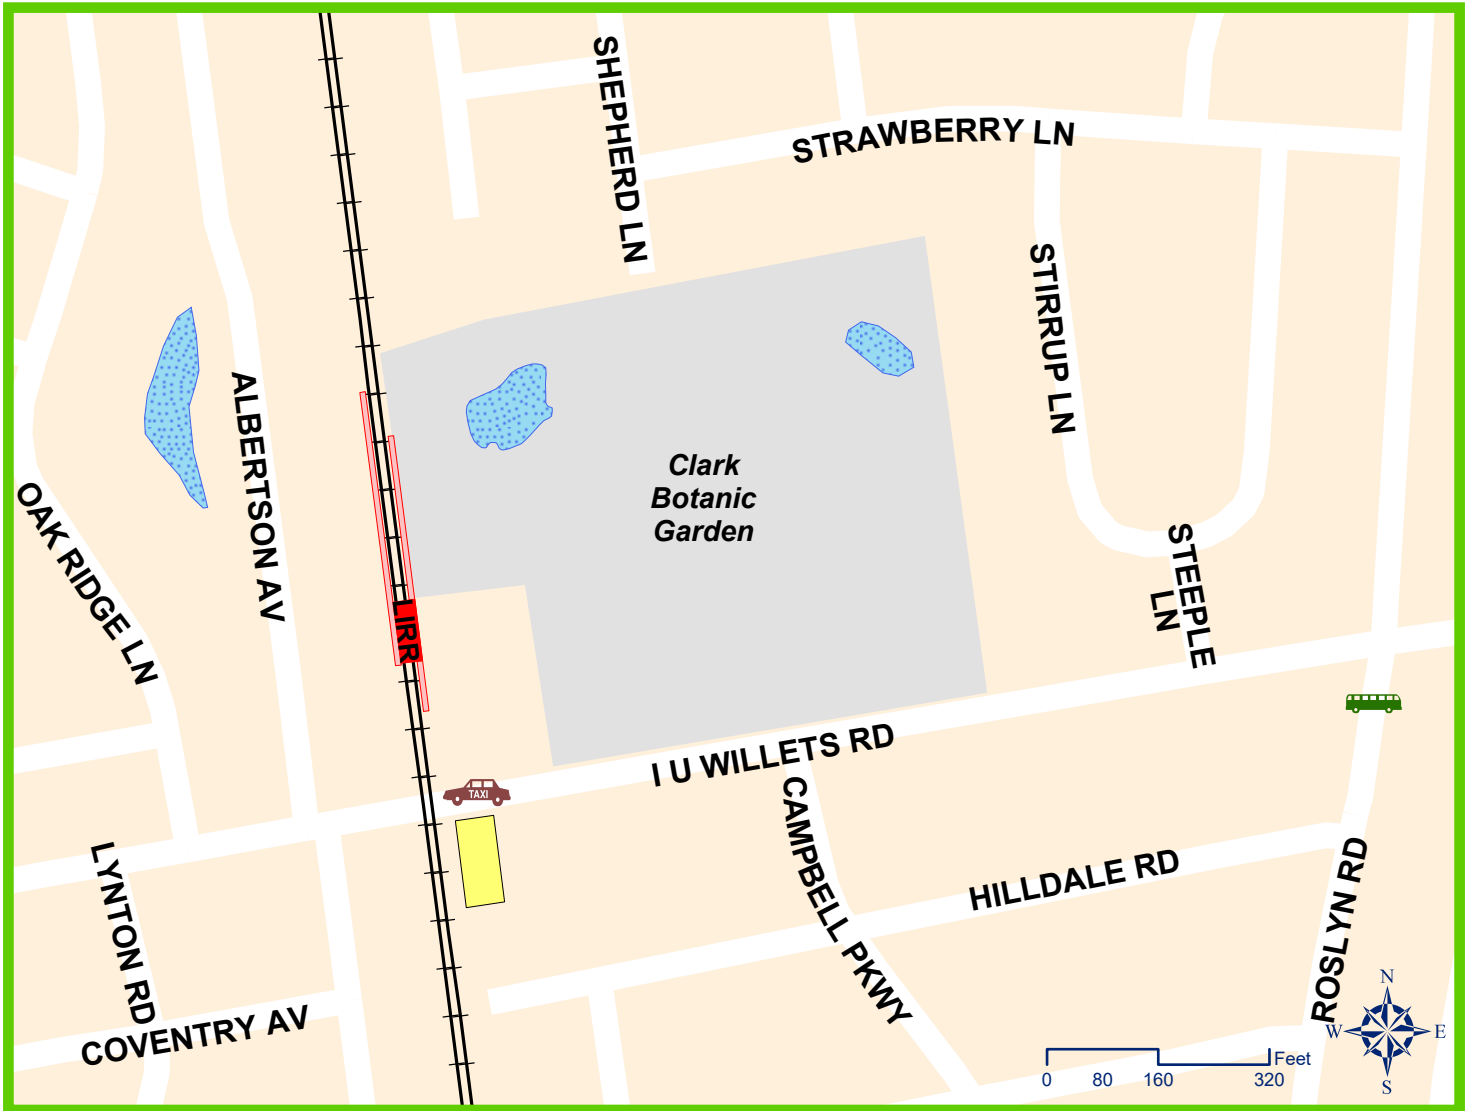 SHEPHERD LN
STRAWBERRY LN
STIRRUP LN
ALBERTSON AV
OAK RIDGE LN
Clark
Botanic
Garden
STEEPLE
LN
LIRR
I U WILLETS RD
TAXI
CAMPBELL PKWY
HILLDALE RD
ROSLYN RD
LYNTON RD
COVENTRY AV
N
W E
S
Feet
0 80 160 320